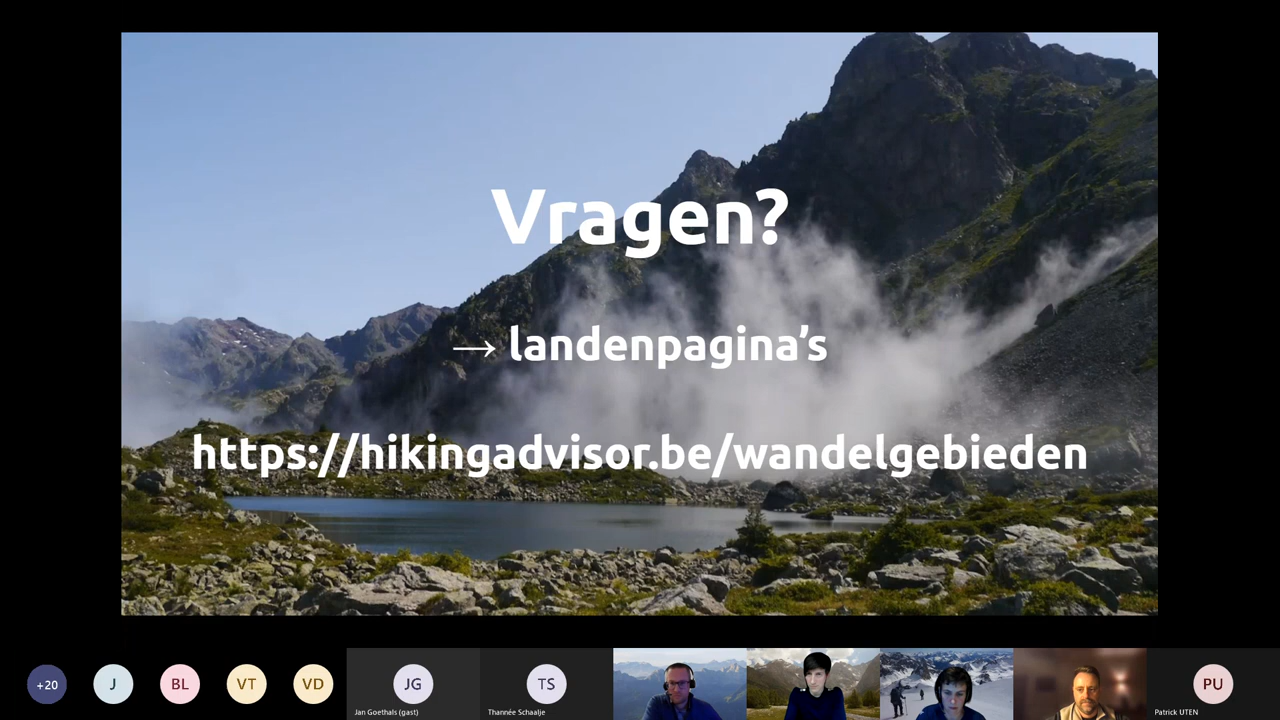 Vragen?
→ landenpagina’s
https://hikingadvisor.be/wandelgebieden
+20
J
BL
VT
VD
JG
Jan Goethals (gast)
TS
Thannée Schaalje
PU
Patrick UTEN